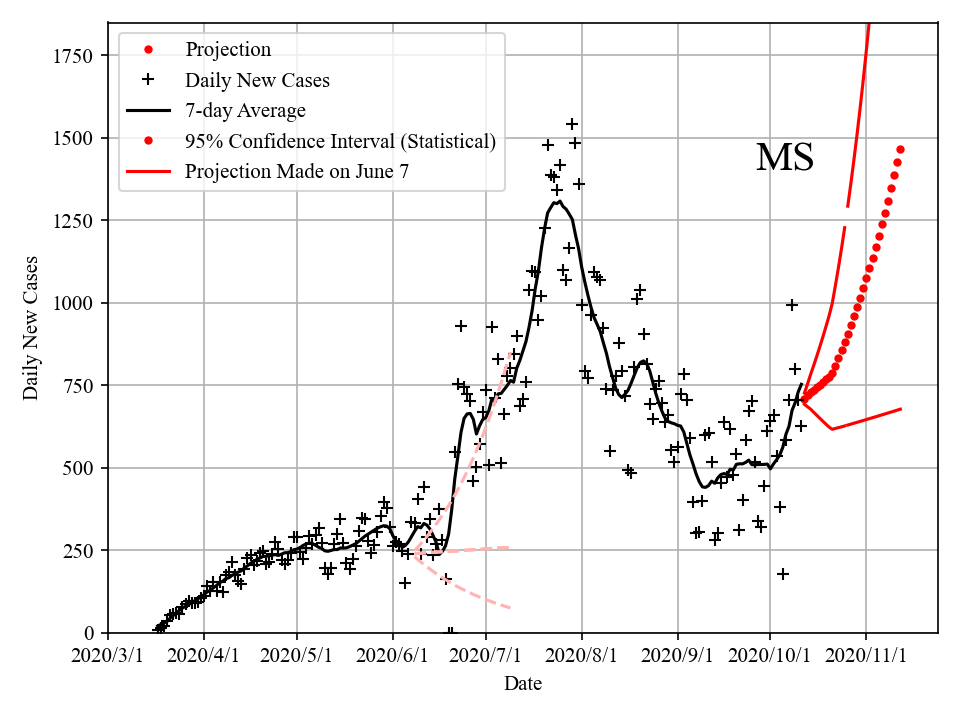 Projection
Daily New Cases
7-day Average
95% Confidence Interval (Statistical)
Projection Made on June 7
MS
1750
1500
1250
1000
750
500
250
0
Daily New Cases
2020/3/1 2020/4/1 2020/5/1 2020/6/1 2020/7/1 2020/8/1 2020/9/1 2020/10/1 2020/11/1
Date